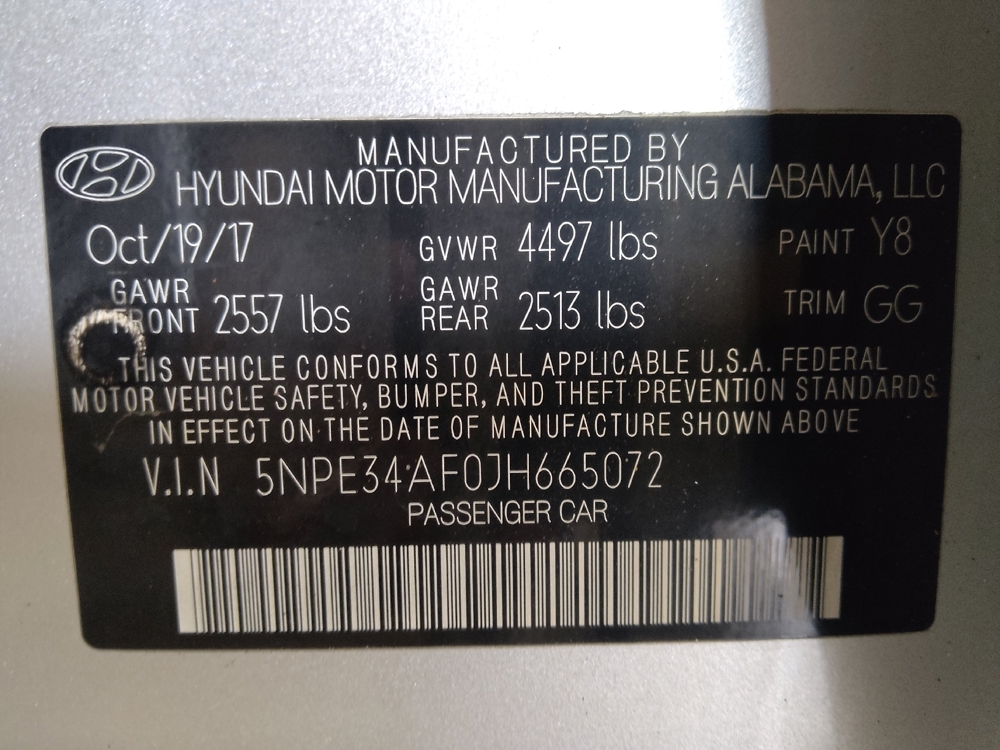 MANUFACTURED BY
HYUNDAI MOTOR MANUFACTURING ALABAMA, LLC
Oct/19/17 GVWR 4497 lbs PAINT Y8
GAWR FRONT 2557 lbs GAWR REAR 2513 lbs TRIM GG
THIS VEHICLE CONFORMS TO ALL APPLICABLE U.S.A. FEDERAL
MOTOR VEHICLE SAFETY, BUMPER, AND THEFT PREVENTION STANDARDS
IN EFFECT ON THE DATE OF MANUFACTURE SHOWN ABOVE
V.I.N 5NPE34AF0JH665072
PASSENGER CAR